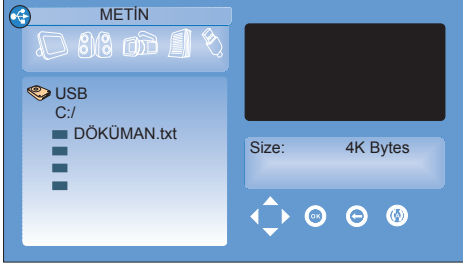 METİN
USB
C:/
DÖKÜMAN.txt
Size: 4K Bytes
OK